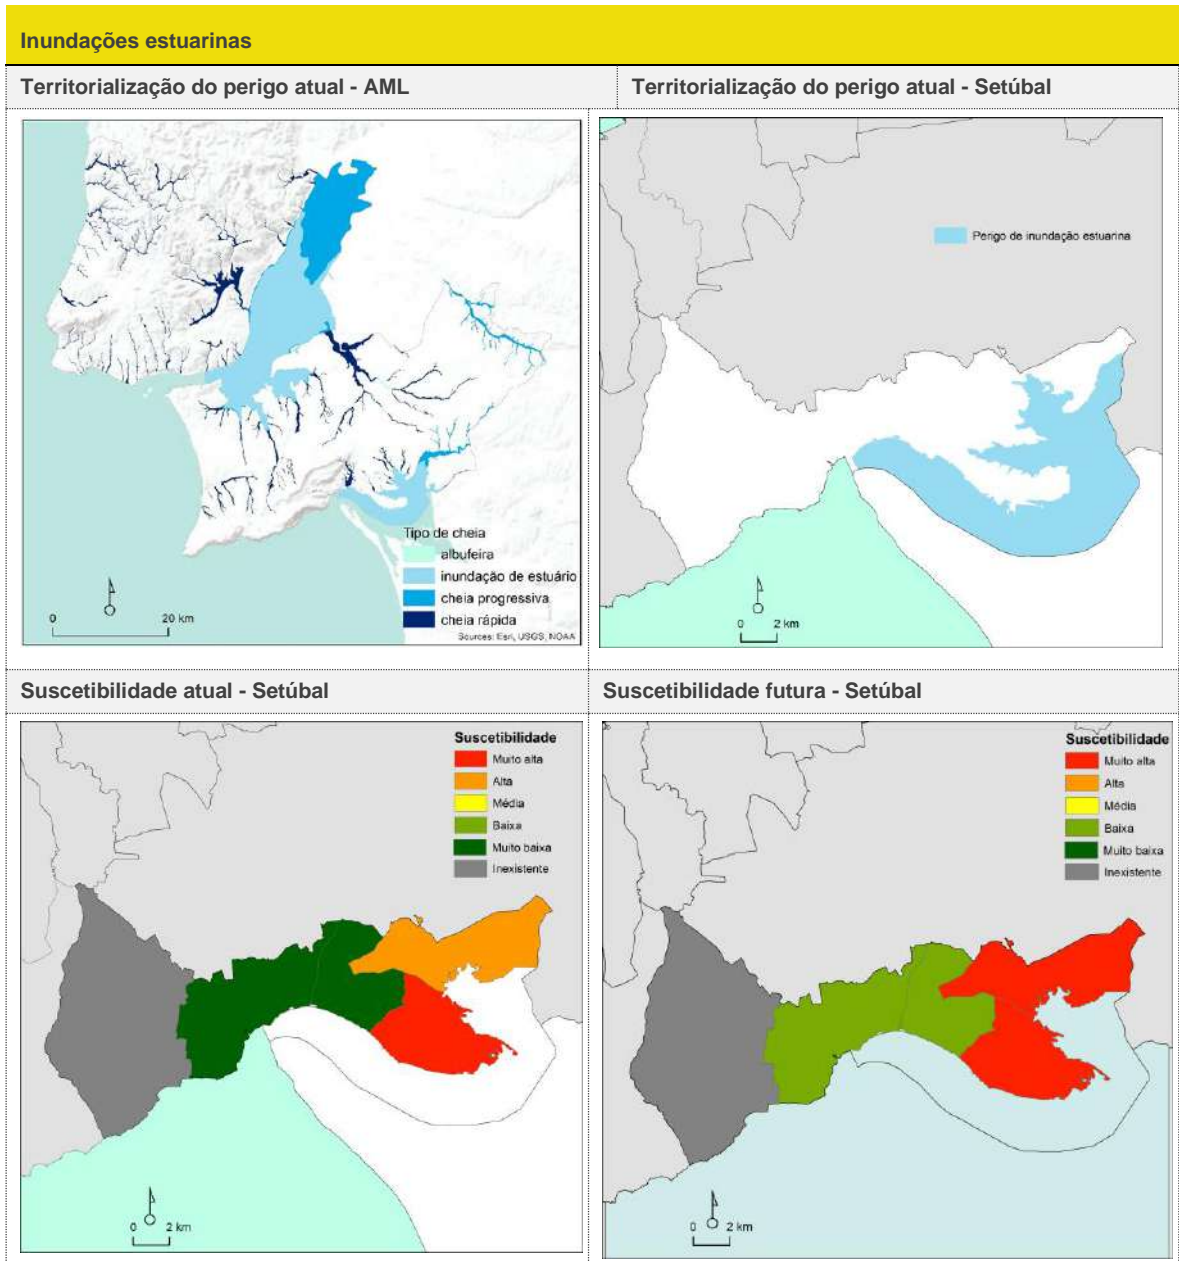 Inundações estuarinas
Territorialização do perigo atual - AML
Territorialização do perigo atual - Setúbal
Tipo de cheia
albufeira
inundação de estuário
cheia progressiva
cheia rápida
Sources: Esri, USGS, NOAA
0 20 km
Perigo de inundação estuarina
0 2 km
Suscetibilidade atual - Setúbal
Suscetibilidade futura - Setúbal
Suscetibilidade
Muito alta
Alta
Média
Baixa
Muito baixa
Inexistente
0 2 km
Suscetibilidade
Muito alta
Alta
Média
Baixa
Muito baixa
Inexistente
0 2 km